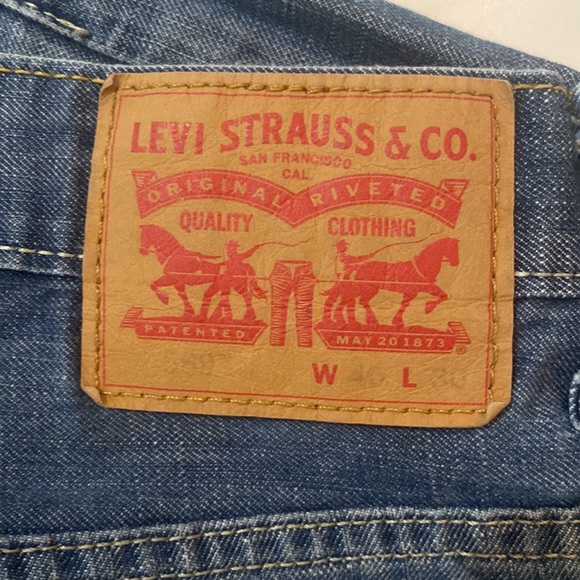 LEVI STRAUSS & CO.
SAN FRANCISCO
CAL
ORIGINAL RIVETED
QUALITY CLOTHING
PATENTED MAY 20 1873 ®
W L